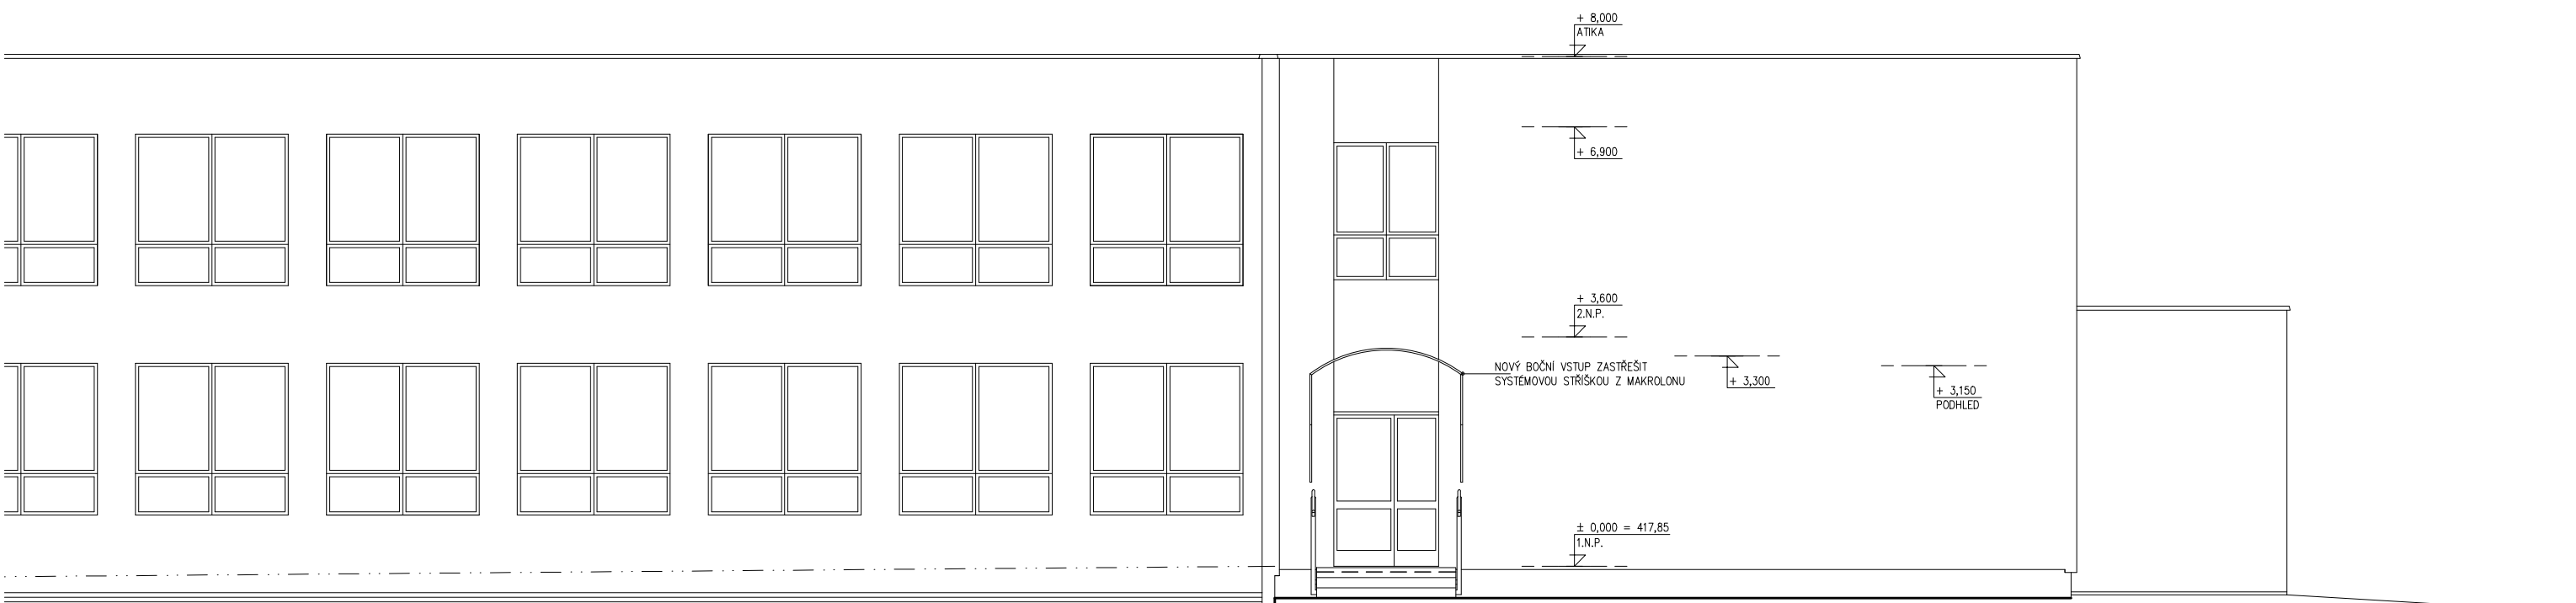 + 8,000
ATIKA
+ 6,900
+ 3,600
2.N.P.
NOVÝ BOČNÍ VSTUP ZASTŘEŠIT
SYSTÉMOVOU STŘÍŠKOU Z MAKROLONU
+ 3,300
+ 3,150
PODHLED
± 0,000 = 417,85
1.N.P.